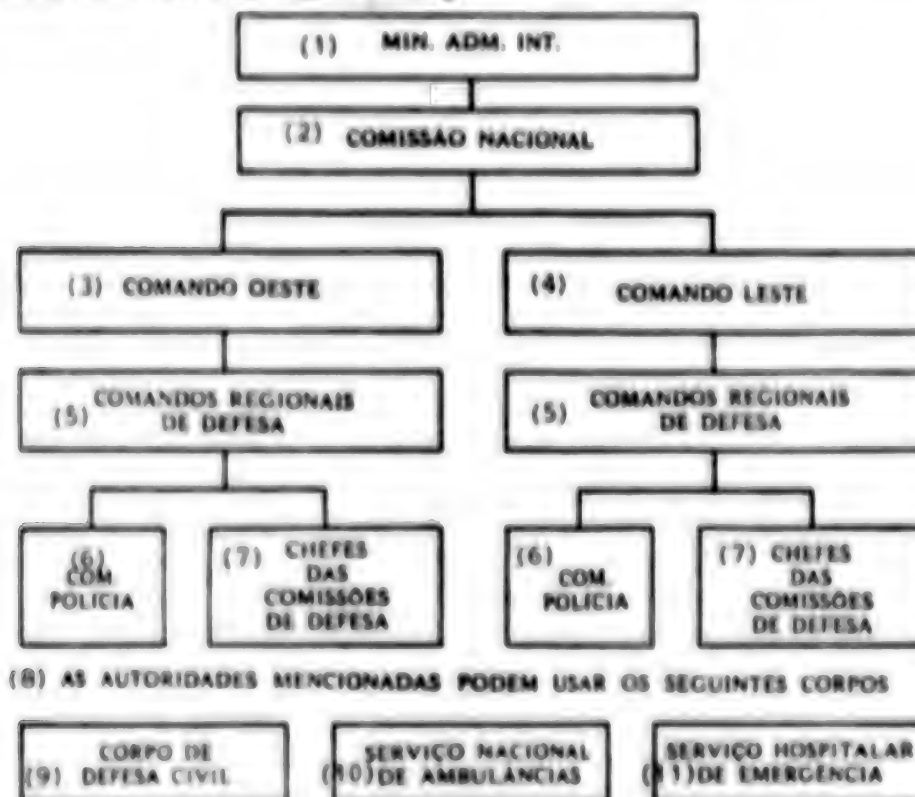 (1) MIN. ADM. INT.
(2) COMISSÃO NACIONAL
(3) COMANDO OESTE
(4) COMANDO LESTE
(5) COMANDOS REGIONAIS
DE DEFESA
(5) COMANDOS REGIONAIS
DE DEFESA
(6)
COM.
POLÍCIA
(7) CHEFES
DAS
COMISSÕES
DE DEFESA
(6)
COM.
POLÍCIA
(7) CHEFES
DAS
COMISSÕES
DE DEFESA
(8) AS AUTORIDADES MENCIONADAS PODEM USAR OS SEGUINTES CORPOS
CORPO DE
(9) DEFESA CIVIL
SERVIÇO NACIONAL
(10) DE AMBULÂNCIAS
SERVIÇO HOSPITALAR
(11) DE EMERGÊNCIA